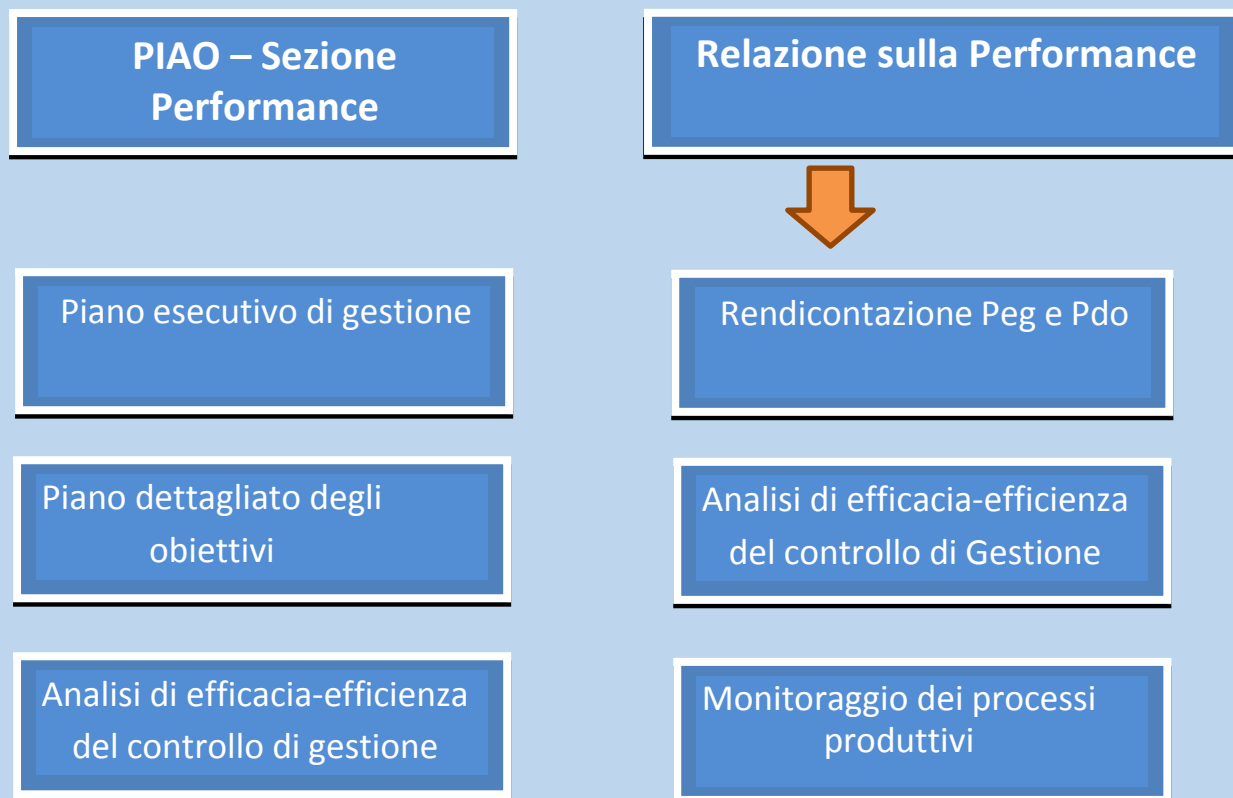 PIAO – Sezione
Performance
Relazione sulla Performance
Piano esecutivo di gestione
Rendicontazione Peg e Pdo
Piano dettagliato degli
obiettivi
Analisi di efficacia-efficienza
del controllo di Gestione
Analisi di efficacia-efficienza
del controllo di gestione
Monitoraggio dei processi
produttivi